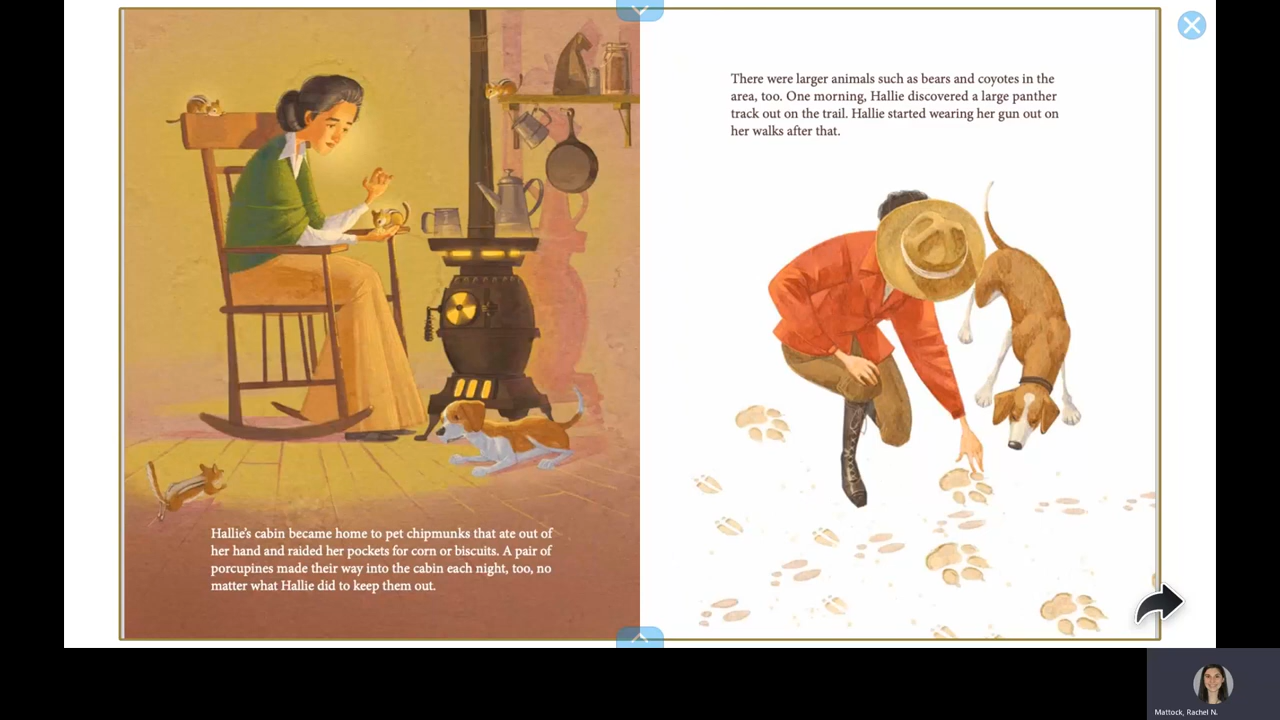 Hallie's cabin became home to pet chipmunks that ate out of
her hand and raided her pockets for corn or biscuits. A pair of
porcupines made their way into the cabin each night, too, no
matter what Hallie did to keep them out.
There were larger animals such as bears and coyotes in the
area, too. One morning, Hallie discovered a large panther
track out on the trail. Hallie started wearing her gun out on
her walks after that.
Mattock, Rachel N.